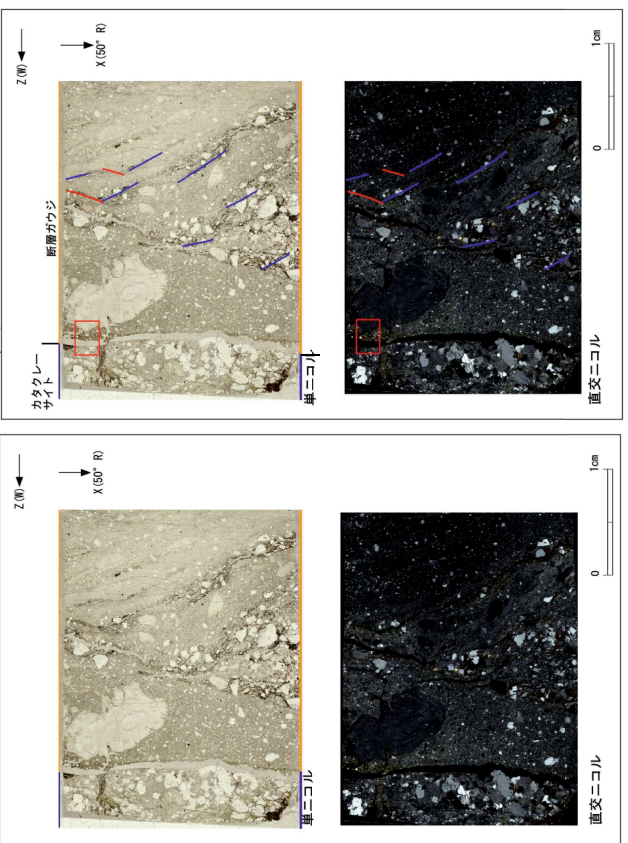 Z(W)
X(50° R)
断層ガウジ
カタクレー
サイト
単ニコル
直交ニコル
0
1cm
Z(W)
X(50° R)
単ニコル
直交ニコル
0
1cm